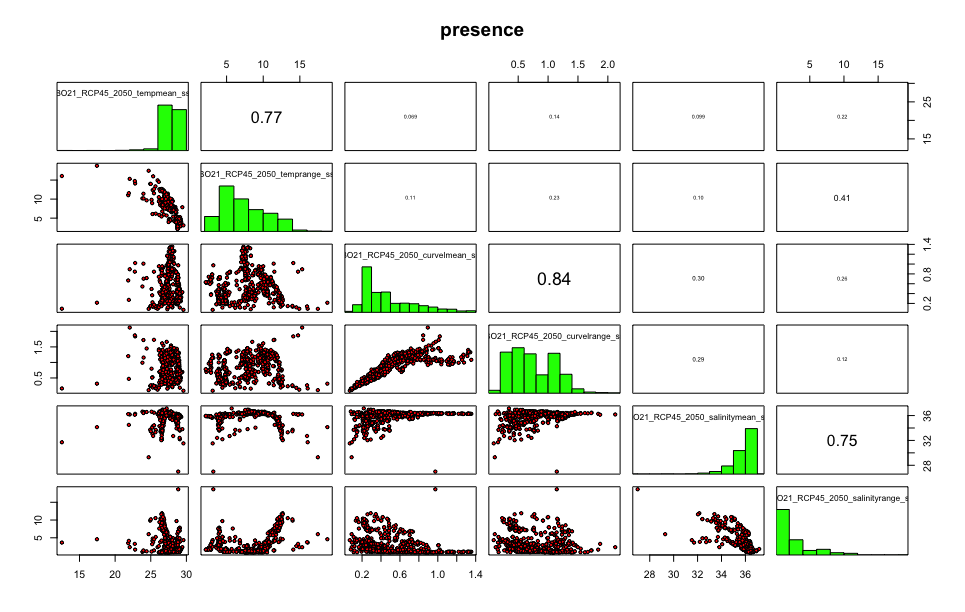 presence
5 10 15 0.5 1.0 1.5 2.0 5 10 15
BO21_RCP45_2050_tempmean_ss 0.77 0.069 0.14 0.099 0.22 15 25
5 10 BO21_RCP45_2050_temprange_ss 0.11 0.23 0.10 0.41
BO21_RCP45_2050_curvelmean_s 0.84 0.30 0.26 0.2 0.8 1.4
0.5 1.5 BO21_RCP45_2050_curvelrange_s 0.29 0.12
O21_RCP45_2050_salinitymean_s 0.75 28 32 36
5 10 O21_RCP45_2050_salinityrange_s
15 20 25 30 0.2 0.6 1.0 1.4 28 30 32 34 36